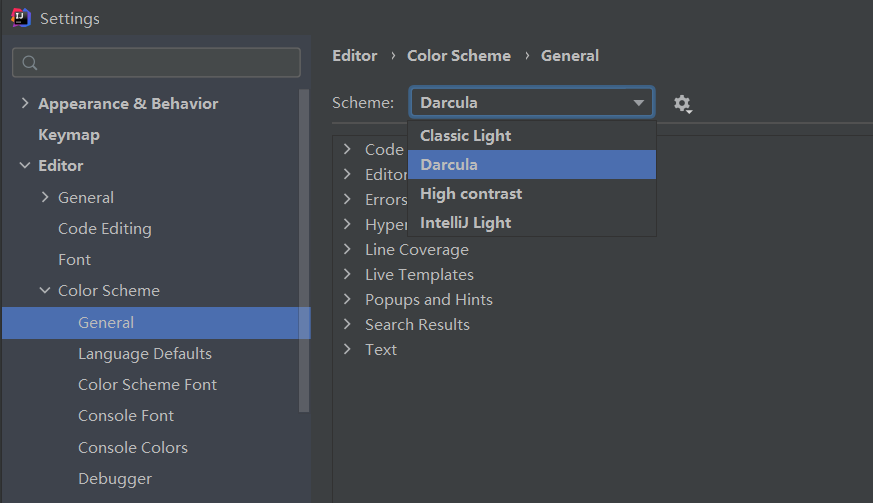 IJ
Settings
Appearance & Behavior
Keymap
Editor
General
Code Editing
Font
Color Scheme
General
Language Defaults
Color Scheme Font
Console Font
Console Colors
Debugger
Editor › Color Scheme › General
Scheme: Darcula
Classic Light
Darcula
High contrast
IntelliJ Light
Code
Editor
Errors
Hyper
Line Coverage
Live Templates
Popups and Hints
Search Results
Text